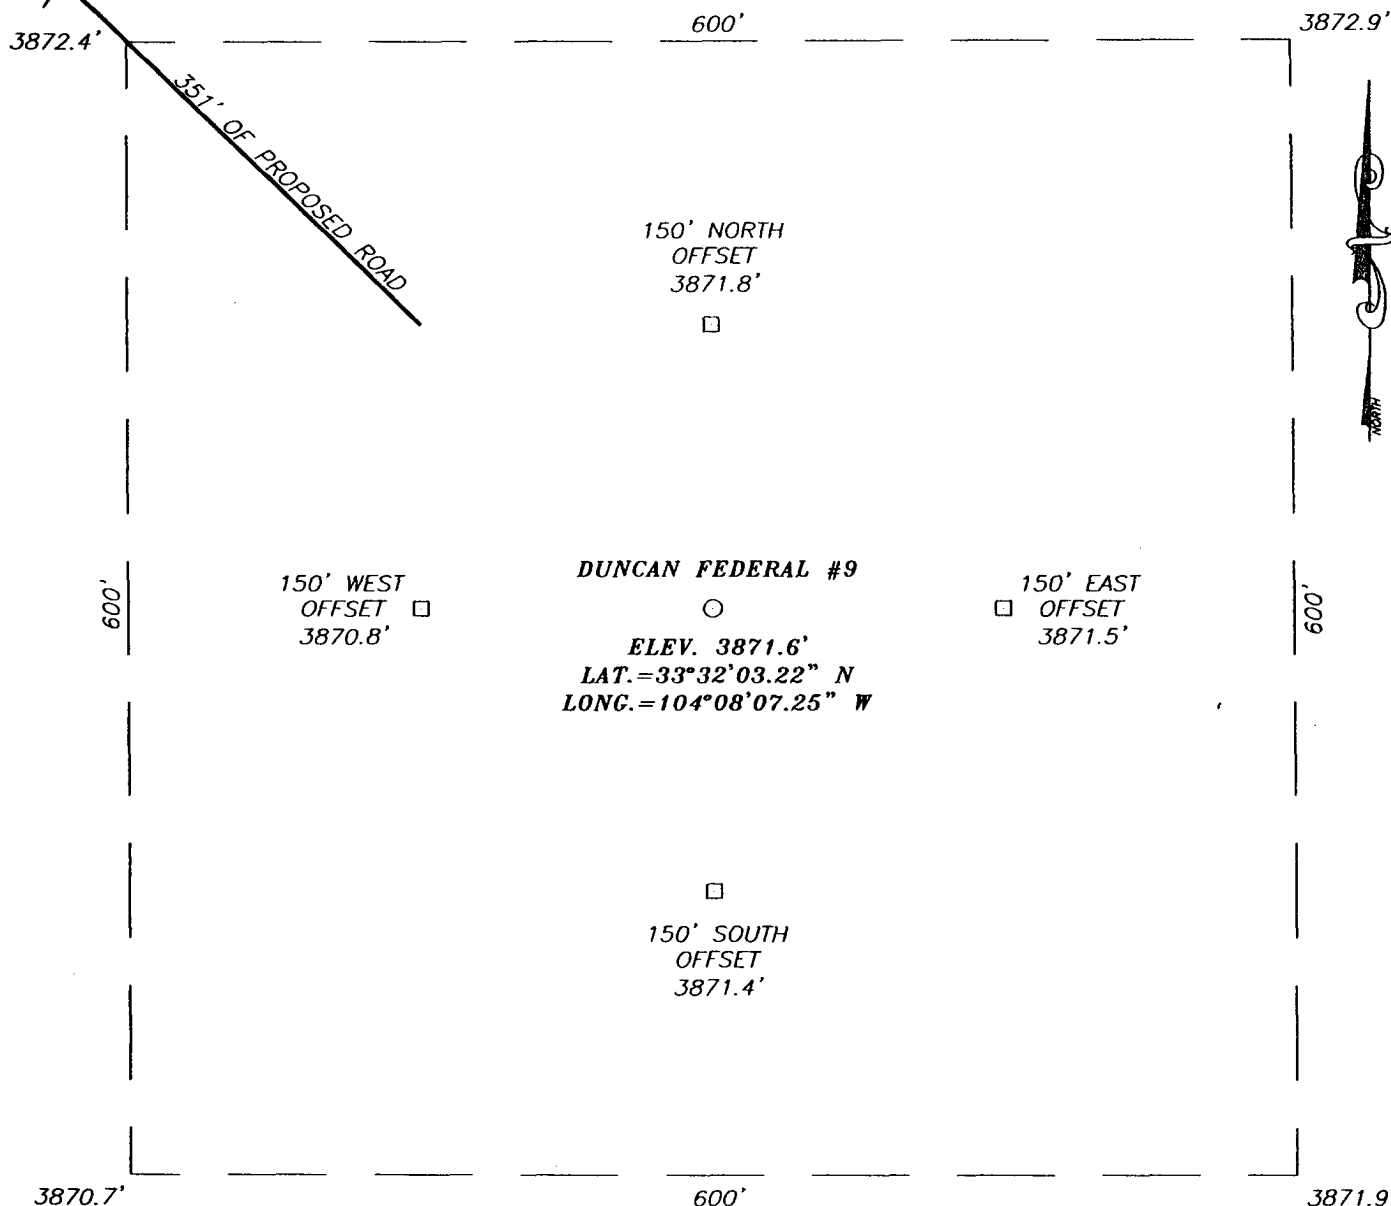 600'
3872.4'
3872.9'
351' OF PROPOSED ROAD
150' NORTH
OFFSET
3871.8'
NORTH
DUNCAN FEDERAL #9
150' WEST
OFFSET
3870.8'
150' EAST
OFFSET
3871.5'
600'
600'
ELEV. 3871.6'
LAT.=33°32'03.22" N
LONG.=104°08'07.25" W
150' SOUTH
OFFSET
3871.4'
3870.7'
600'
3871.9